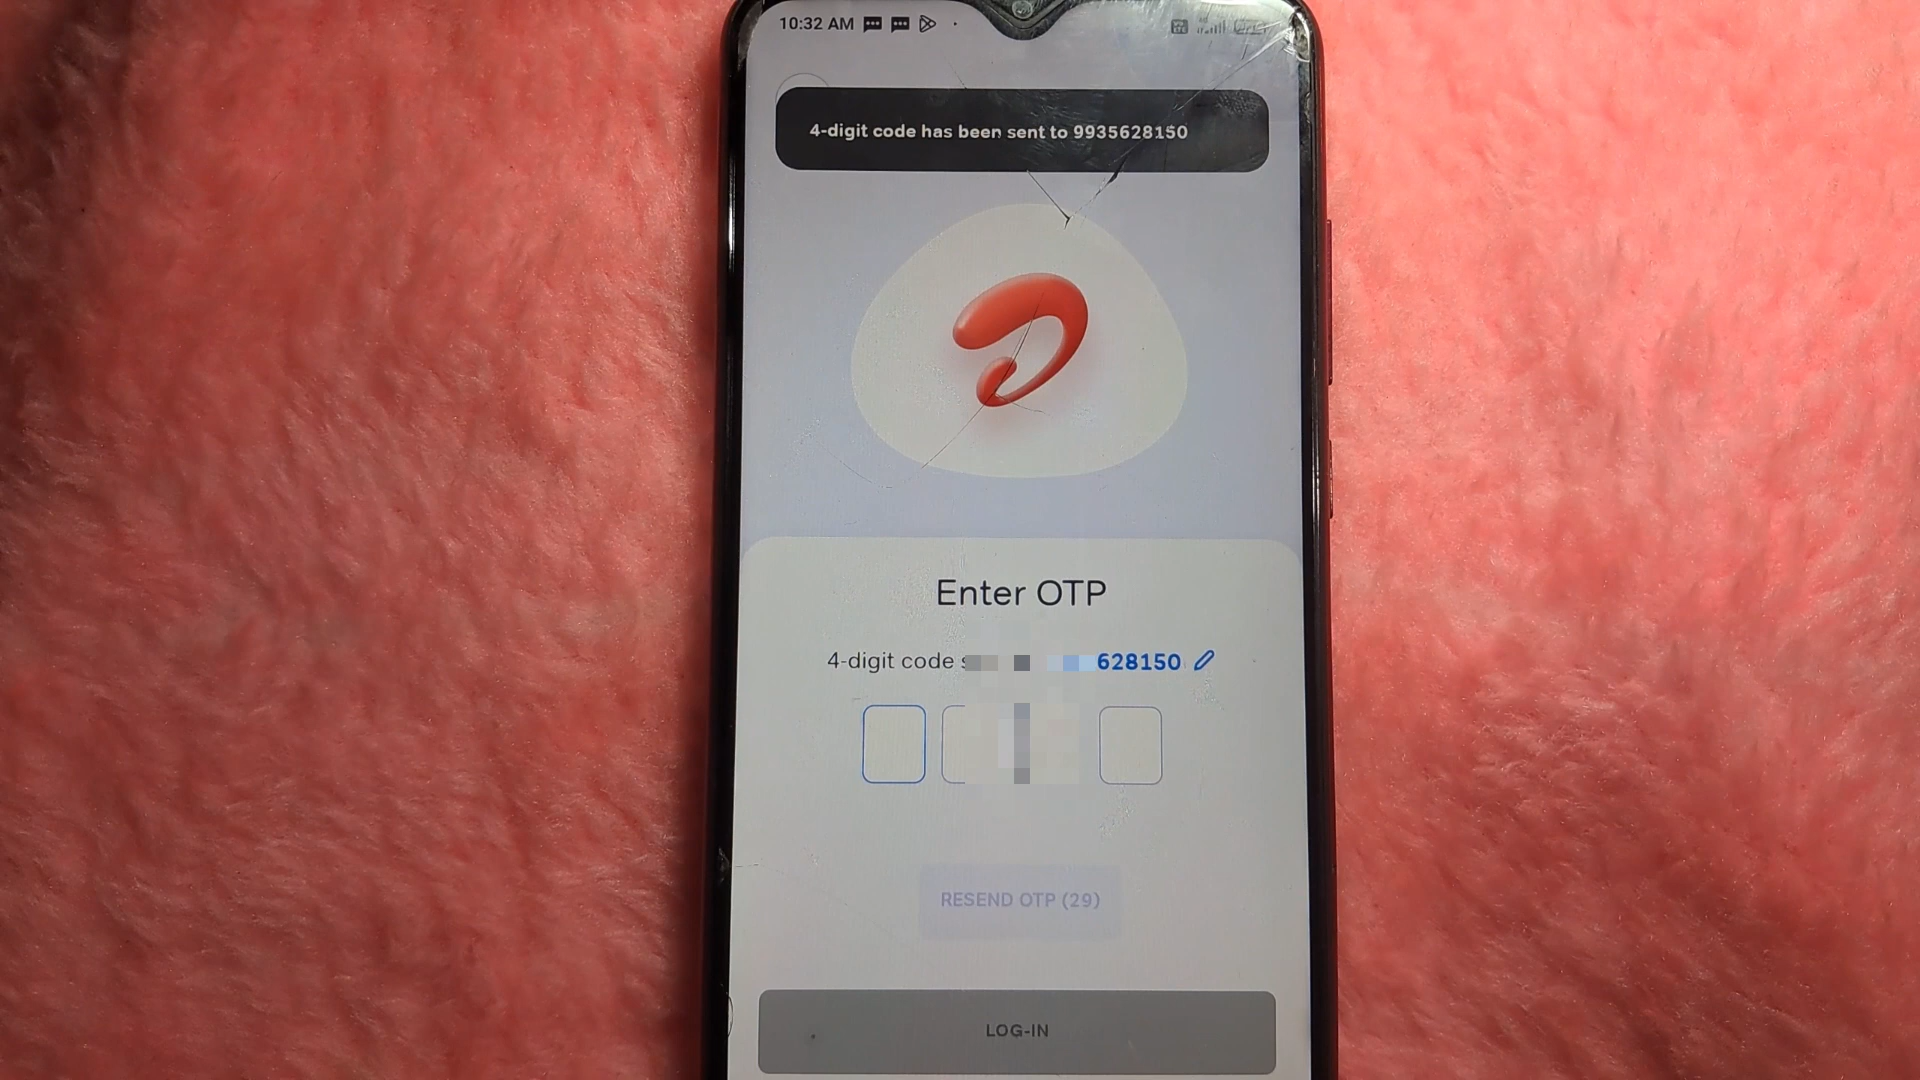 10:32 AM
4-digit code has been sent to 9935628150
Enter OTP
4-digit code 628150
RESEND OTP (29)
LOG-IN